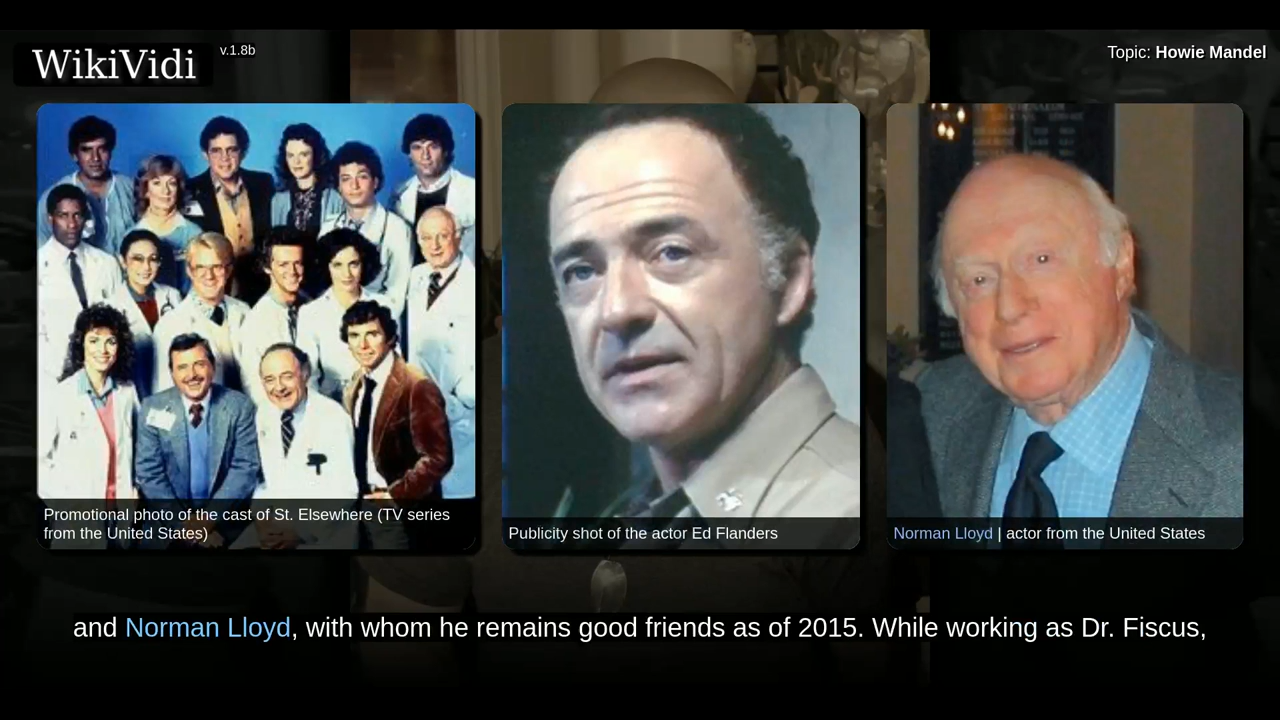 WikiVidi
v.1.8b
Topic: Howie Mandel
Promotional photo of the cast of St. Elsewhere (TV series
from the United States)
Publicity shot of the actor Ed Flanders
Norman Lloyd | actor from the United States
and Norman Lloyd, with whom he remains good friends as of 2015. While working as Dr. Fiscus,